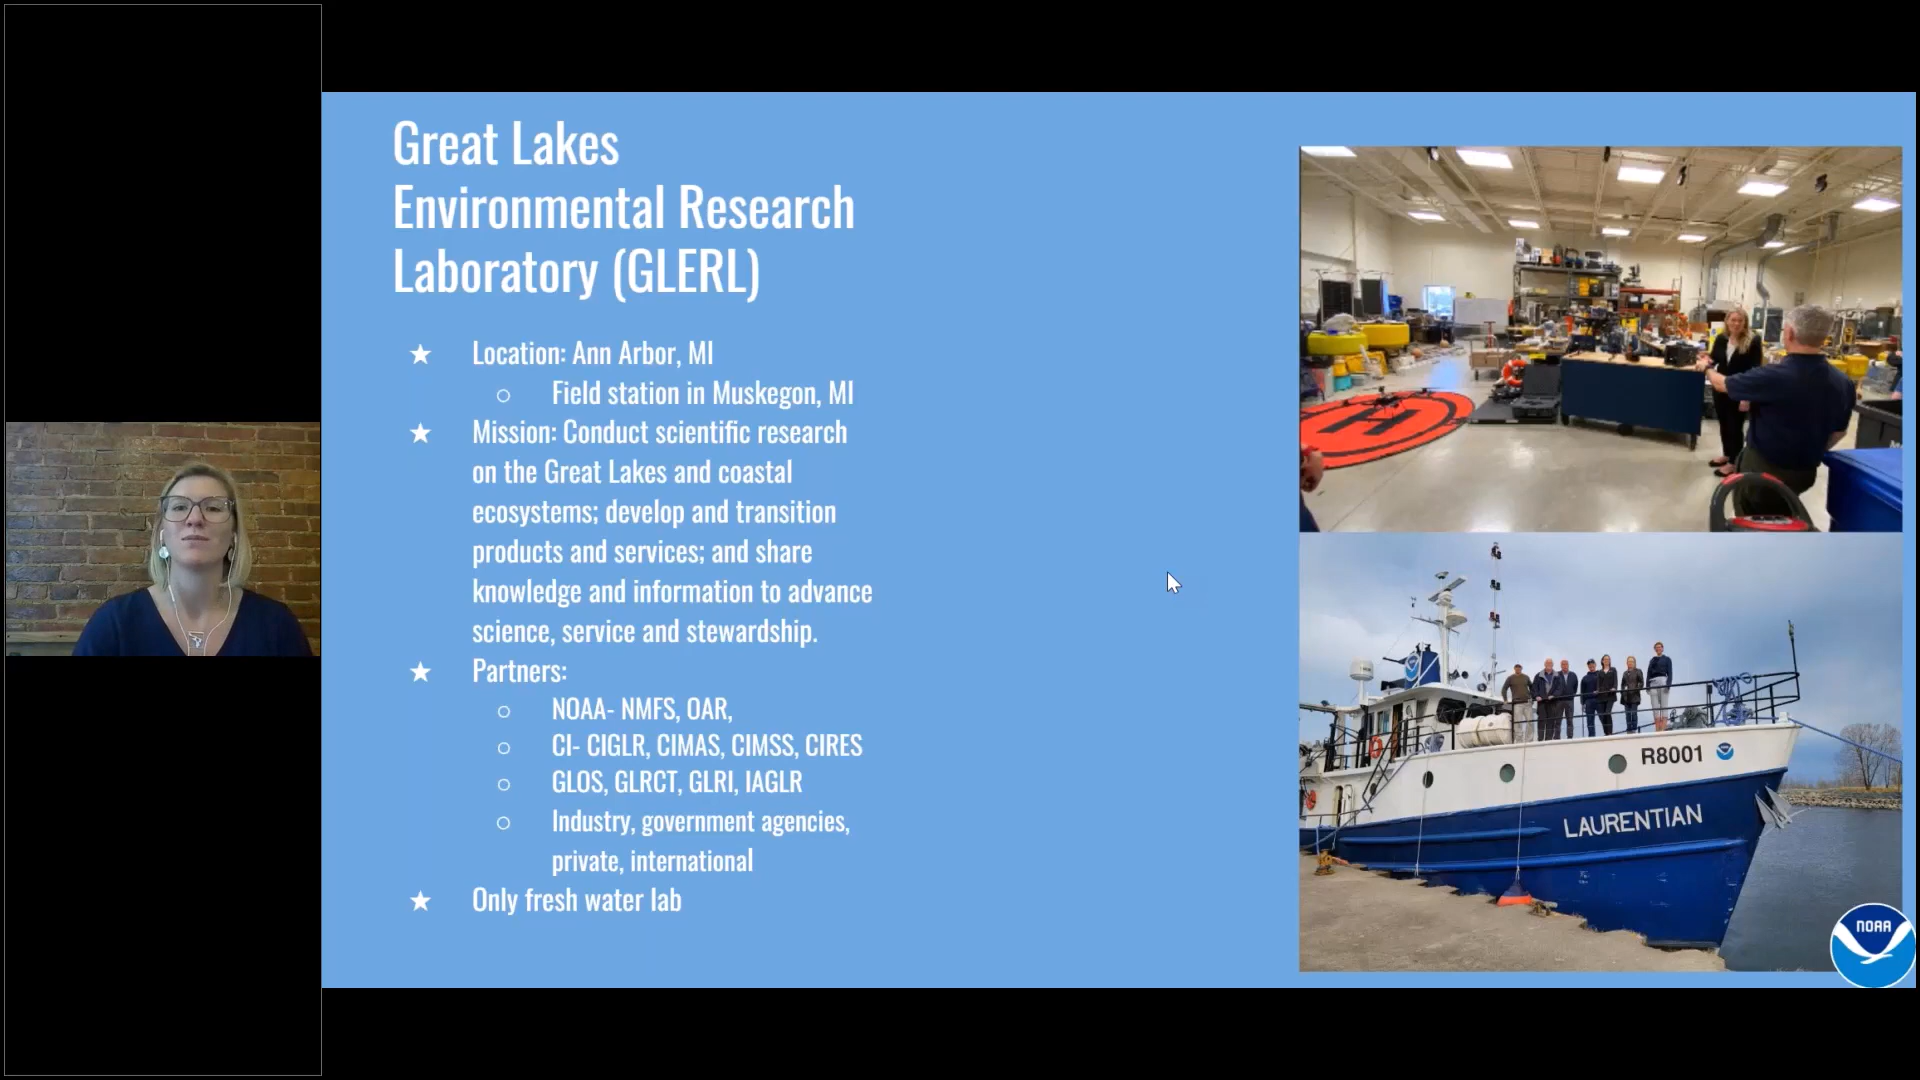 Great Lakes
Environmental Research
Laboratory (GLERL)
Location: Ann Arbor, MI
Field station in Muskegon, MI
Mission: Conduct scientific research
on the Great Lakes and coastal
ecosystems; develop and transition
products and services; and share
knowledge and information to advance
science, service and stewardship.
Partners:
NOAA- NMFS, OAR,
CI- CIGLR, CIMAS, CIMSS, CIRES
GLOS, GLRCT, GLRI, IAGLR
Industry, government agencies,
private, international
Only fresh water lab
H
R8001
LAURENTIAN
NOAA